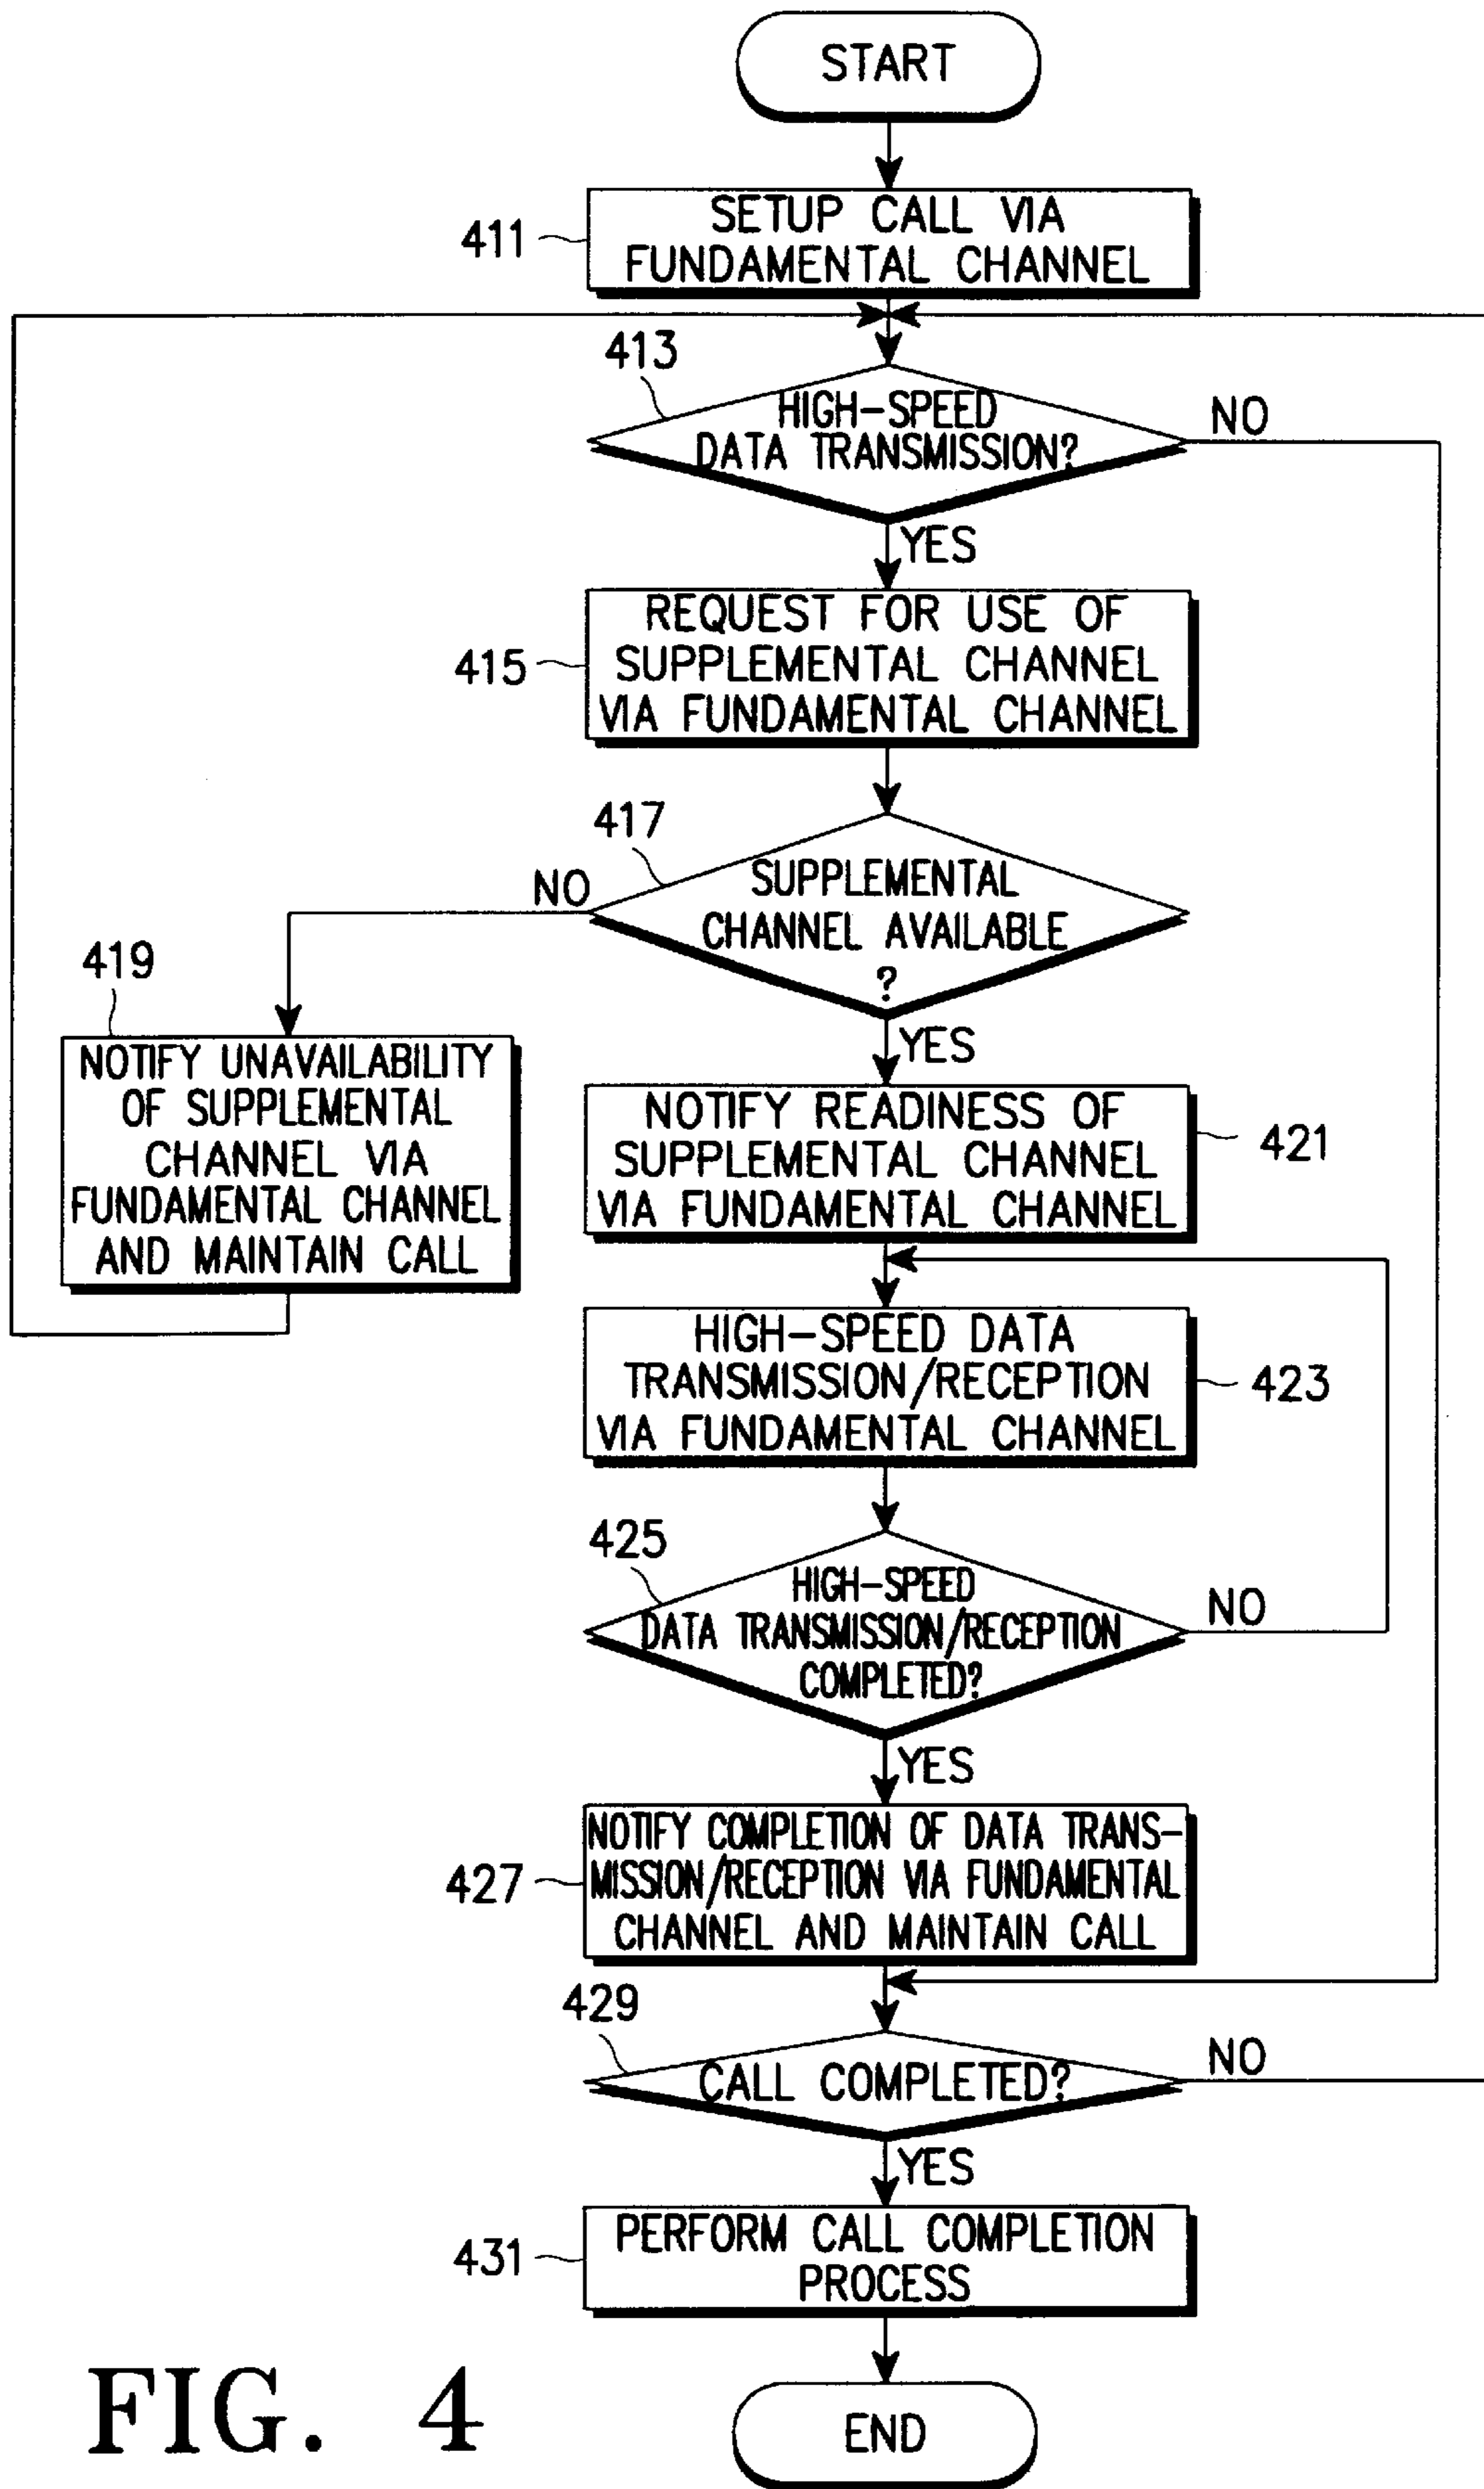 START
SETUP CALL VIA
FUNDAMENTAL CHANNEL
411
413
HIGH-SPEED
DATA TRANSMISSION?
NO
YES
REQUEST FOR USE OF
SUPPLEMENTAL CHANNEL
VIA FUNDAMENTAL CHANNEL
415
417
SUPPLEMENTAL
CHANNEL AVAILABLE
?
NO
YES
419
NOTIFY UNAVAILABILITY
OF SUPPLEMENTAL
CHANNEL VIA
FUNDAMENTAL CHANNEL
AND MAINTAIN CALL
NOTIFY READINESS OF
SUPPLEMENTAL CHANNEL
VIA FUNDAMENTAL CHANNEL
421
HIGH-SPEED DATA
TRANSMISSION/RECEPTION
VIA FUNDAMENTAL CHANNEL
423
425
HIGH-SPEED
DATA TRANSMISSION/RECEPTION
COMPLETED?
NO
YES
NOTIFY COMPLETION OF DATA TRANS-
MISSION/RECEPTION VIA FUNDAMENTAL
CHANNEL AND MAINTAIN CALL
427
429
CALL COMPLETED?
NO
YES
PERFORM CALL COMPLETION
PROCESS
431
END
FIG. 4